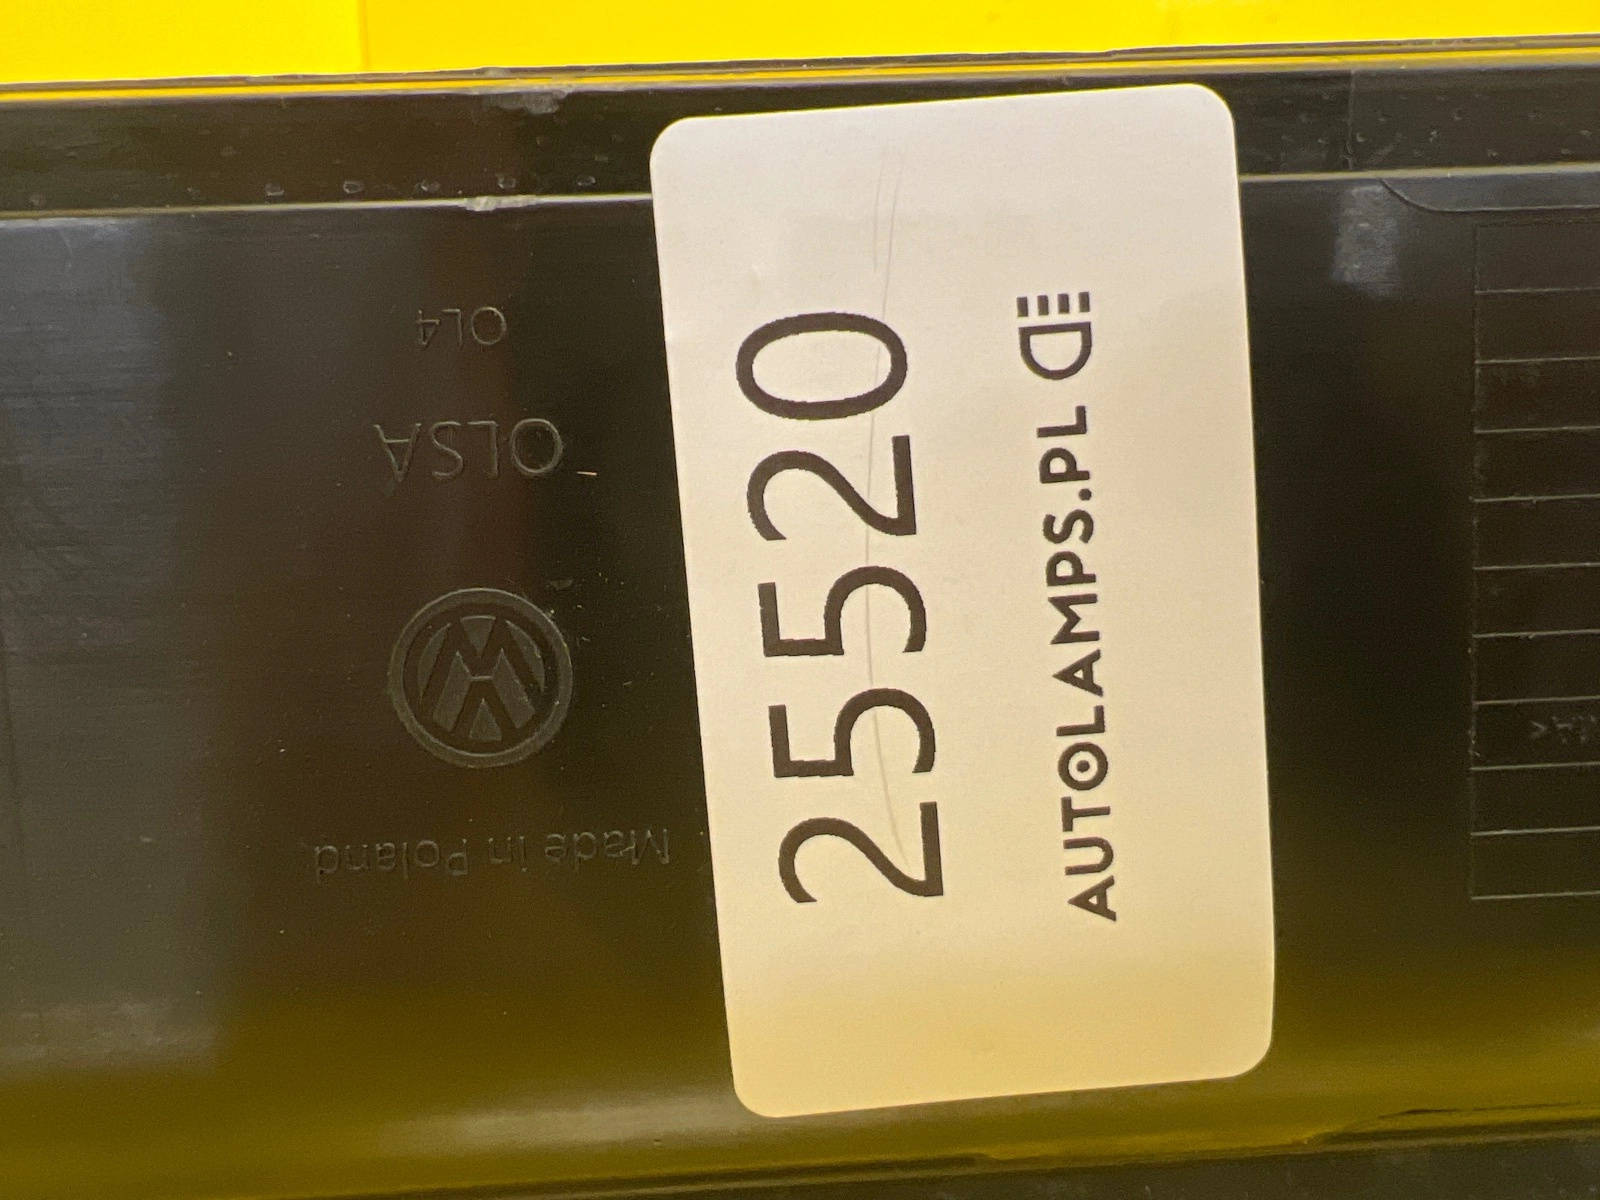 25520
AUTOLAMPS.PL
Made in Poland
OLSA
OL4